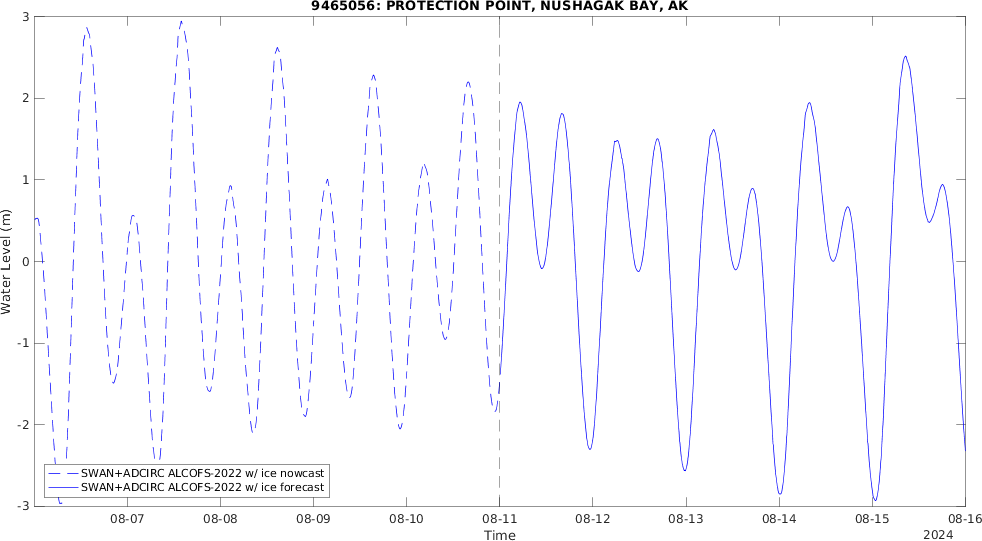 9465056: PROTECTION POINT, NUSHAGAK BAY, AK
3
2
1
0
-1
-2
-3
Water Level (m)
SWAN+ADCIRC ALCOFS-2022 w/ ice nowcast
SWAN+ADCIRC ALCOFS-2022 w/ ice forecast
08-07 08-08 08-09 08-10 08-11 08-12 08-13 08-14 08-15 08-16
Time
2024